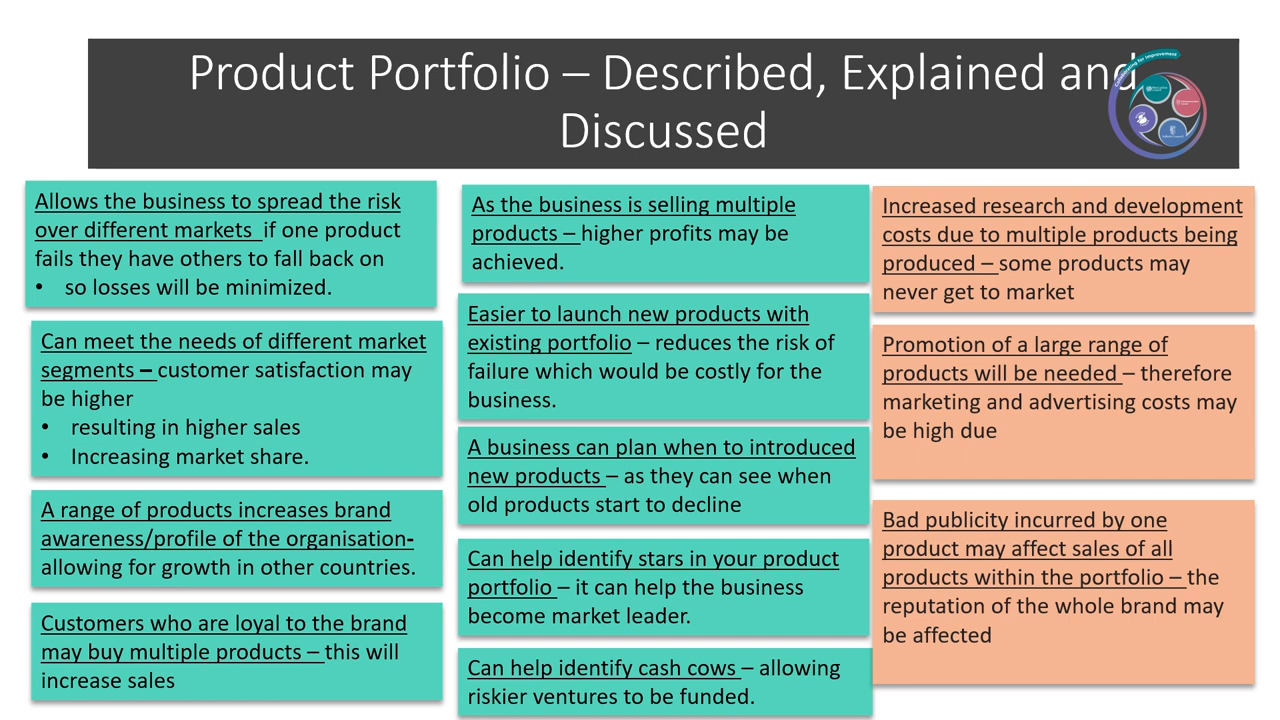 Product Portfolio – Described, Explained and
Discussed
Allows the business to spread the risk
over different markets if one product
fails they have others to fall back on
• so losses will be minimized.
Can meet the needs of different market
segments – customer satisfaction may
be higher
• resulting in higher sales
• Increasing market share.
A range of products increases brand
awareness/profile of the organisation-
allowing for growth in other countries.
Customers who are loyal to the brand
may buy multiple products – this will
increase sales
As the business is selling multiple
products – higher profits may be
achieved.
Easier to launch new products with
existing portfolio – reduces the risk of
failure which would be costly for the
business.
A business can plan when to introduced
new products – as they can see when
old products start to decline
Can help identify stars in your product
portfolio – it can help the business
become market leader.
Can help identify cash cows – allowing
riskier ventures to be funded.
Increased research and development
costs due to multiple products being
produced – some products may
never get to market
Promotion of a large range of
products will be needed – therefore
marketing and advertising costs may
be high due
Bad publicity incurred by one
product may affect sales of all
products within the portfolio – the
reputation of the whole brand may
be affected
for Improvement